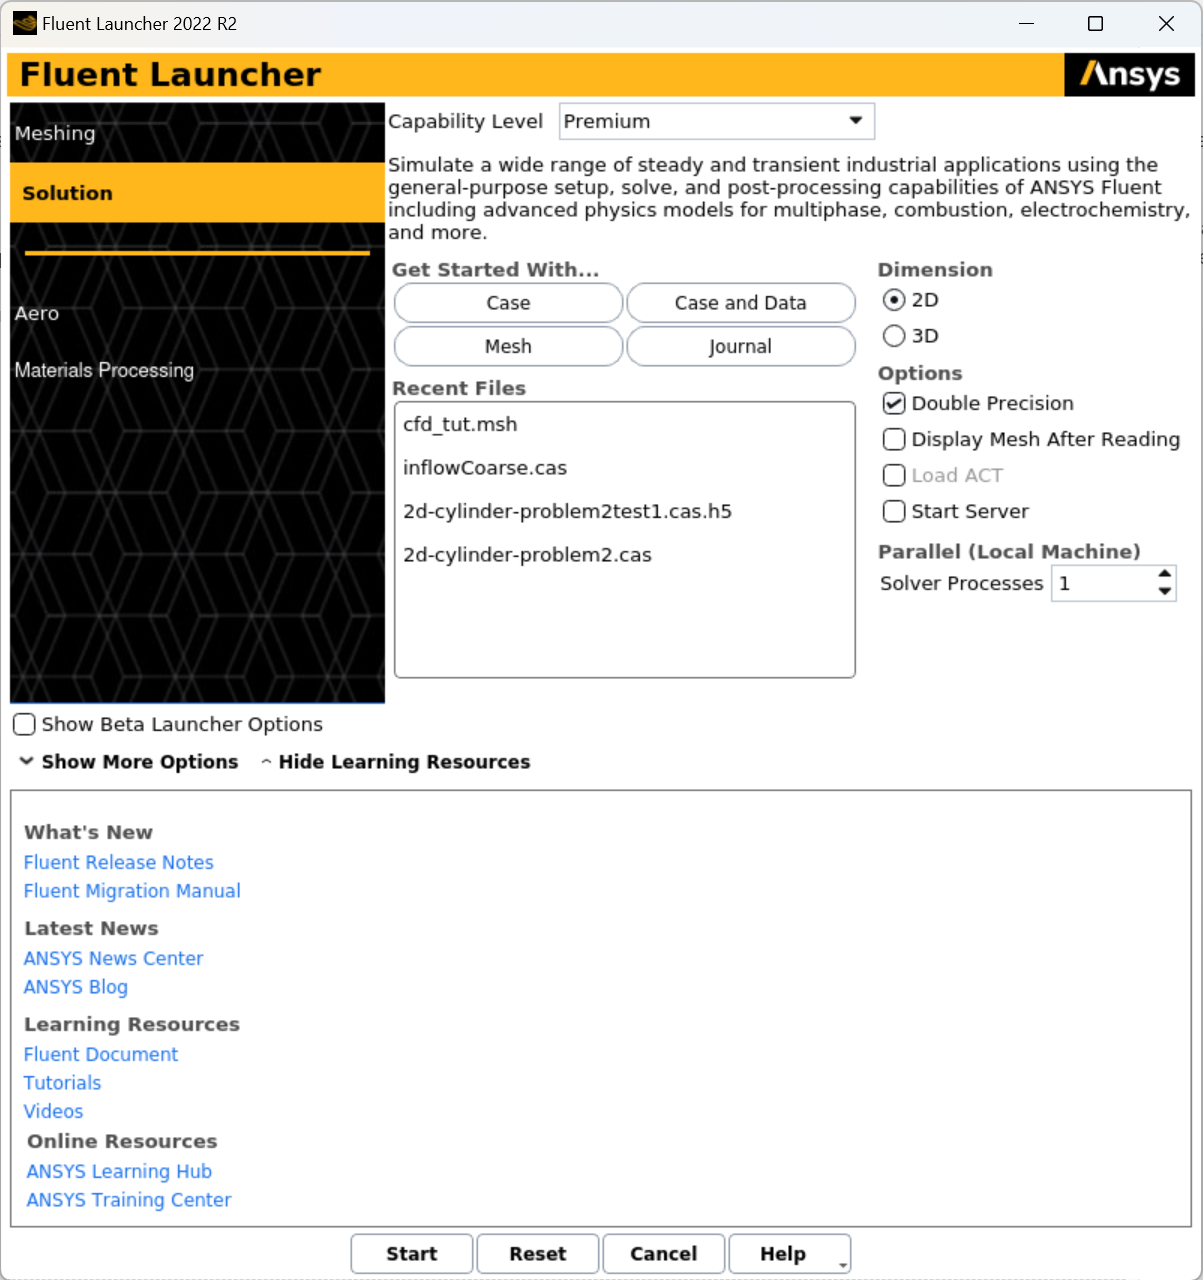 Fluent Launcher 2022 R2
Fluent Launcher
Ansys
Meshing
Solution
Aero
Materials Processing
Capability Level Premium
Simulate a wide range of steady and transient industrial applications using the
general-purpose setup, solve, and post-processing capabilities of ANSYS Fluent
including advanced physics models for multiphase, combustion, electrochemistry,
and more.
Get Started With...
Case
Case and Data
Mesh
Journal
Recent Files
cfd_tut.msh
inflowCoarse.cas
2d-cylinder-problem2test1.cas.h5
2d-cylinder-problem2.cas
Dimension
2D
3D
Options
Double Precision
Display Mesh After Reading
Load ACT
Start Server
Parallel (Local Machine)
Solver Processes 1
Show Beta Launcher Options
Show More Options
Hide Learning Resources
What's New
Fluent Release Notes
Fluent Migration Manual
Latest News
ANSYS News Center
ANSYS Blog
Learning Resources
Fluent Document
Tutorials
Videos
Online Resources
ANSYS Learning Hub
ANSYS Training Center
Start
Reset
Cancel
Help